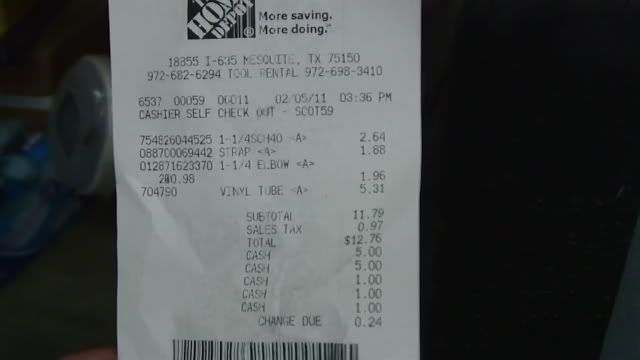 THE HOME DEPOT
More saving.
More doing.™
18355 I-635 MESQUITE, TX 75150
972-682-6294 TOOL RENTAL 972-698-3410
6537 00059 06011 02/05/11 03:36 PM
CASHIER SELF CHECK OUT - SCOT59
754826044525 1-1/4SCH40 <A> 2.64
088700069442 STRAP <A> 1.88
012871623370 1-1/4 ELBOW <A>
2@0.98 1.96
704790 VINYL TUBE <A> 5.31
SUBTOTAL 11.79
SALES TAX 0.97
TOTAL $12.76
CASH 5.00
CASH 5.00
CASH 1.00
CASH 1.00
CASH 1.00
CHANGE DUE 0.24